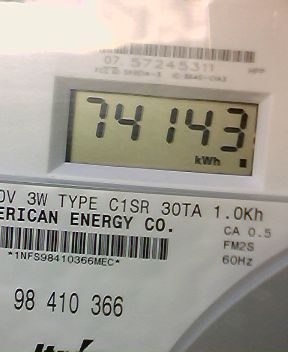 07 57245311
74143
kWh
0V 3W TYPE C1SR 30TA 1.0Kh
ERICAN ENERGY CO.
CA 0.5
FM2S
60Hz
*1NFS98410366MEC*
98 410 366